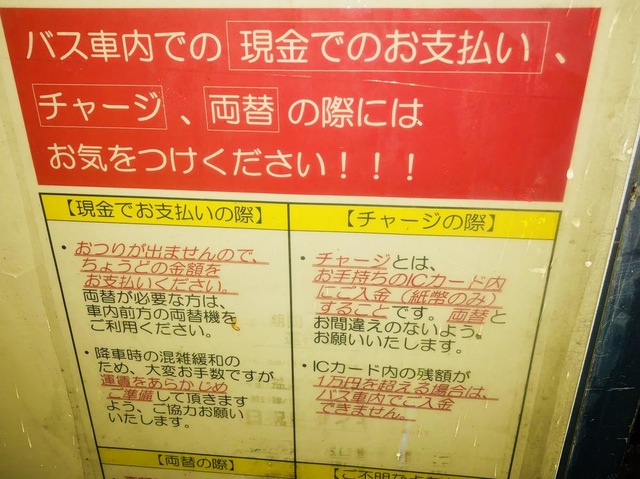 バス車内での 現金でのお支払い 、
チャージ 、 両替 の際には
お気をつけください！！！
【現金でお支払いの際】
・おつりが出ませんので、
ちょうどの金額を
お支払いください。
両替が必要な方は、
車内前方の両替機を
ご利用ください。
・降車時の混雑緩和の
ため、大変お手数ですが
運賃をあらかじめ
ご準備して頂きます
よう、ご協力お願い
いたします。
【チャージの際】
・チャージとは、
お手持ちのICカード内
にご入金（紙幣のみ）
することです。両替と
お間違えのないよう、
お願いいたします。
・ICカード内の残額が
1万円を超える場合は、
バス車内でご入金
できません。
【両替の際】
【ご不明な点